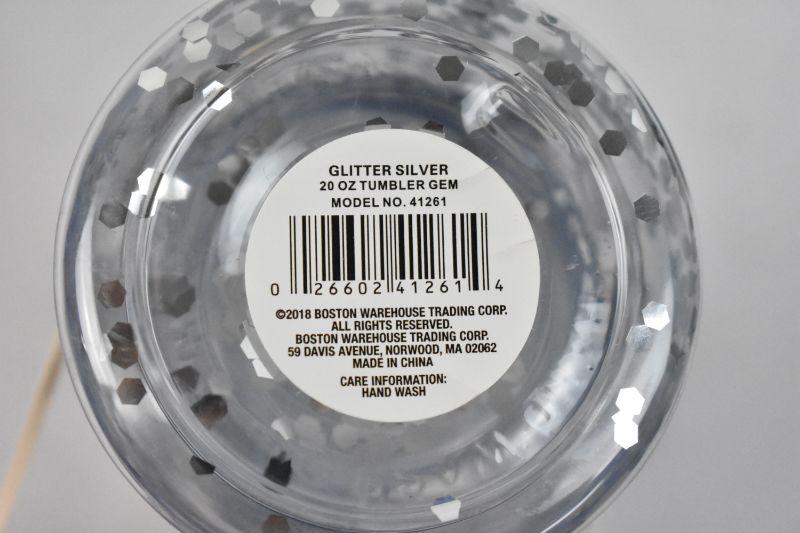 GLITTER SILVER
20 OZ TUMBLER GEM
MODEL NO. 41261
0 26602 41261 4
©2018 BOSTON WAREHOUSE TRADING CORP.
ALL RIGHTS RESERVED.
BOSTON WAREHOUSE TRADING CORP.
59 DAVIS AVENUE, NORWOOD, MA 02062
MADE IN CHINA
CARE INFORMATION:
HAND WASH